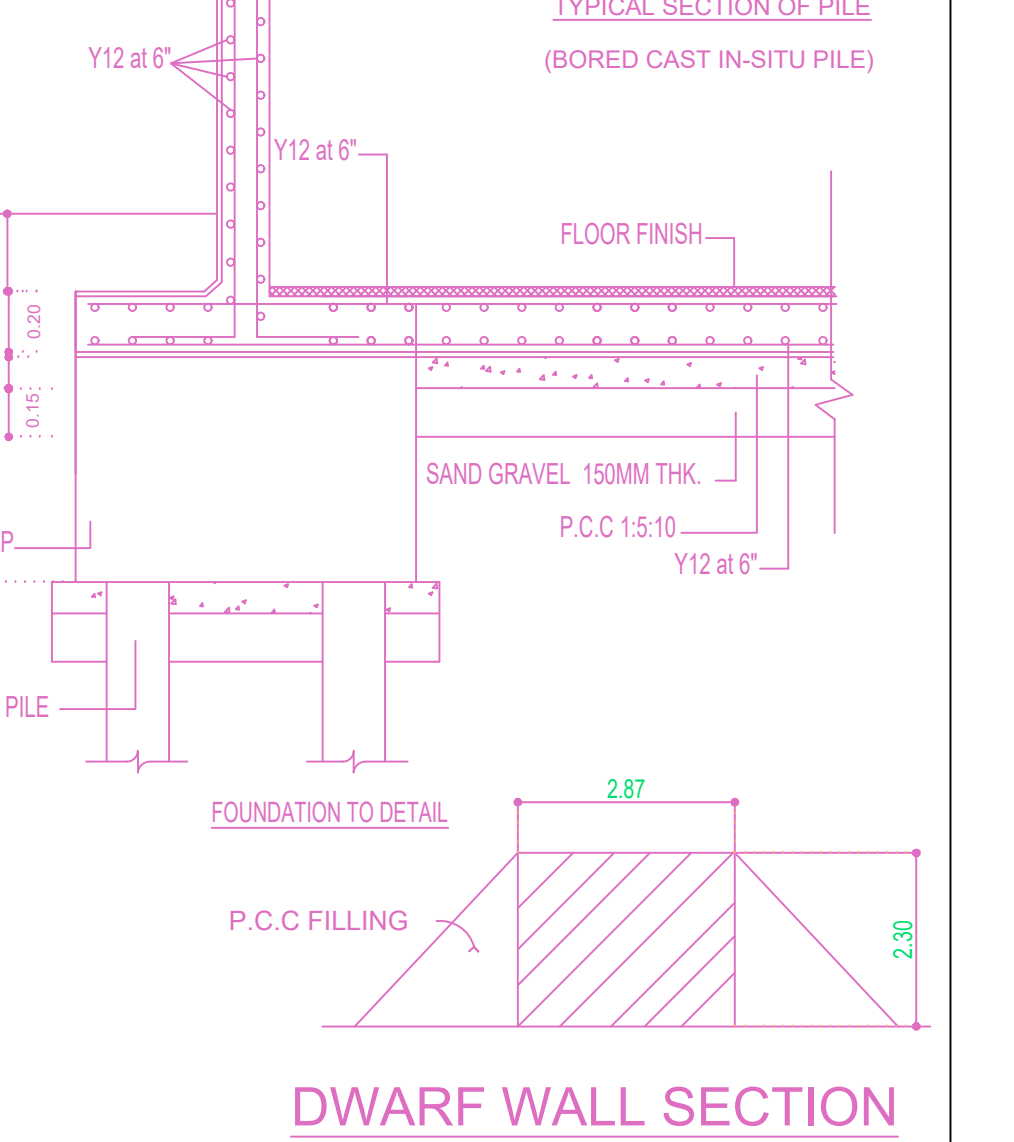 TYPICAL SECTION OF PILE
(BORED CAST IN-SITU PILE)
Y12 at 6"
Y12 at 6"
FLOOR FINISH
0.20
0.15
SAND GRAVEL 150MM THK.
P.C.C 1:5:10
P
Y12 at 6"
PILE
2.87
FOUNDATION TO DETAIL
P.C.C FILLING
2.30
DWARF WALL SECTION